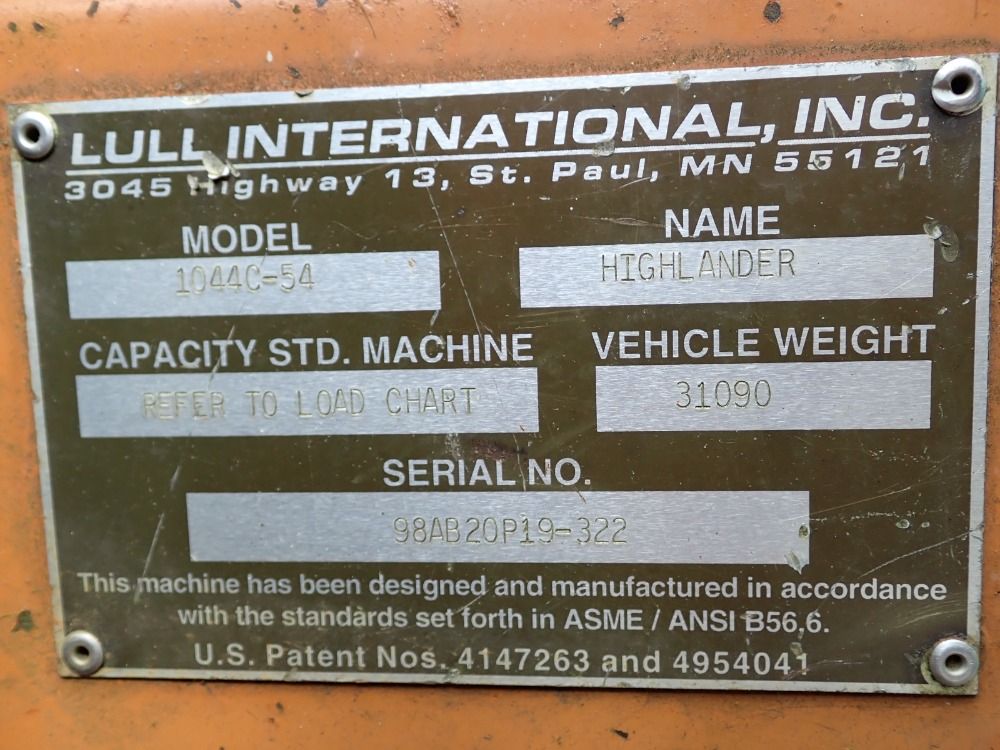 LULL INTERNATIONAL, INC.
3045 Highway 13, St. Paul, MN 55121
MODEL NAME
1044C-54 HIGHLANDER
CAPACITY STD. MACHINE VEHICLE WEIGHT
REFER TO LOAD CHART 31090
SERIAL NO.
98AB20P19-322
This machine has been designed and manufactured in accordance
with the standards set forth in ASME / ANSI B56.6.
U.S. Patent Nos. 4147263 and 4954041